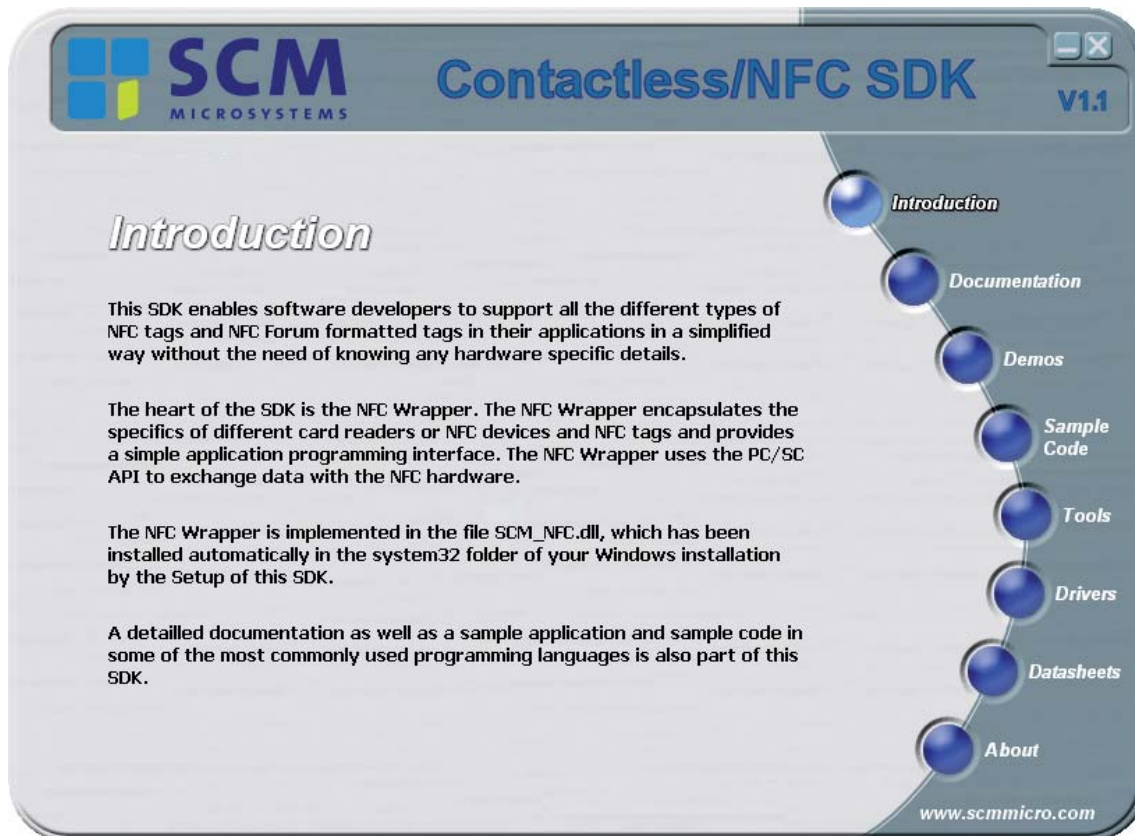 SCM
MICROSYSTEMS
Contactless/NFC SDK
V1.1
Introduction
This SDK enables software developers to support all the different types of
NFC tags and NFC Forum formatted tags in their applications in a simplified
way without the need of knowing any hardware specific details.
The heart of the SDK is the NFC Wrapper. The NFC Wrapper encapsulates the
specifics of different card readers or NFC devices and NFC tags and provides
a simple application programming interface. The NFC Wrapper uses the PC/SC
API to exchange data with the NFC hardware.
The NFC Wrapper is implemented in the file SCM_NFC.dll, which has been
installed automatically in the system32 folder of your Windows installation
by the Setup of this SDK.
A detailled documentation as well as a sample application and sample code in
some of the most commonly used programming languages is also part of this
SDK.
Introduction
Documentation
Demos
Sample
Code
Tools
Drivers
Datasheets
About
www.scmmicro.com